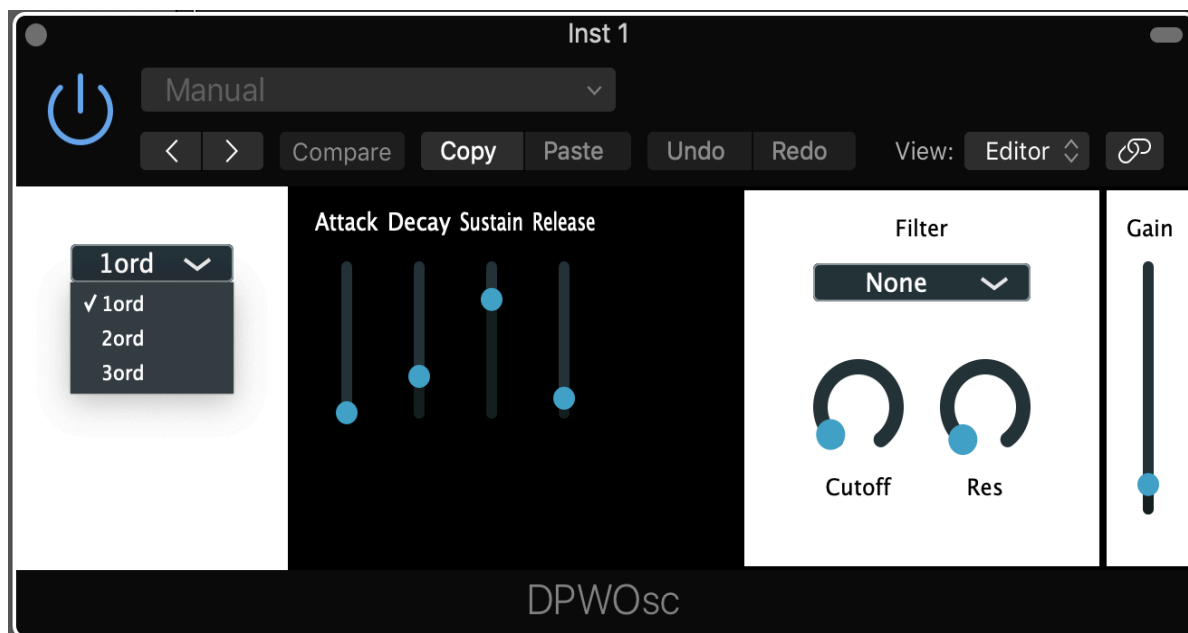 Inst 1
Manual
Compare Copy Paste Undo Redo View: Editor
Attack Decay Sustain Release
Filter
Gain
1ord
✓ 1ord
2ord
3ord
None
Cutoff Res
DPWOsc